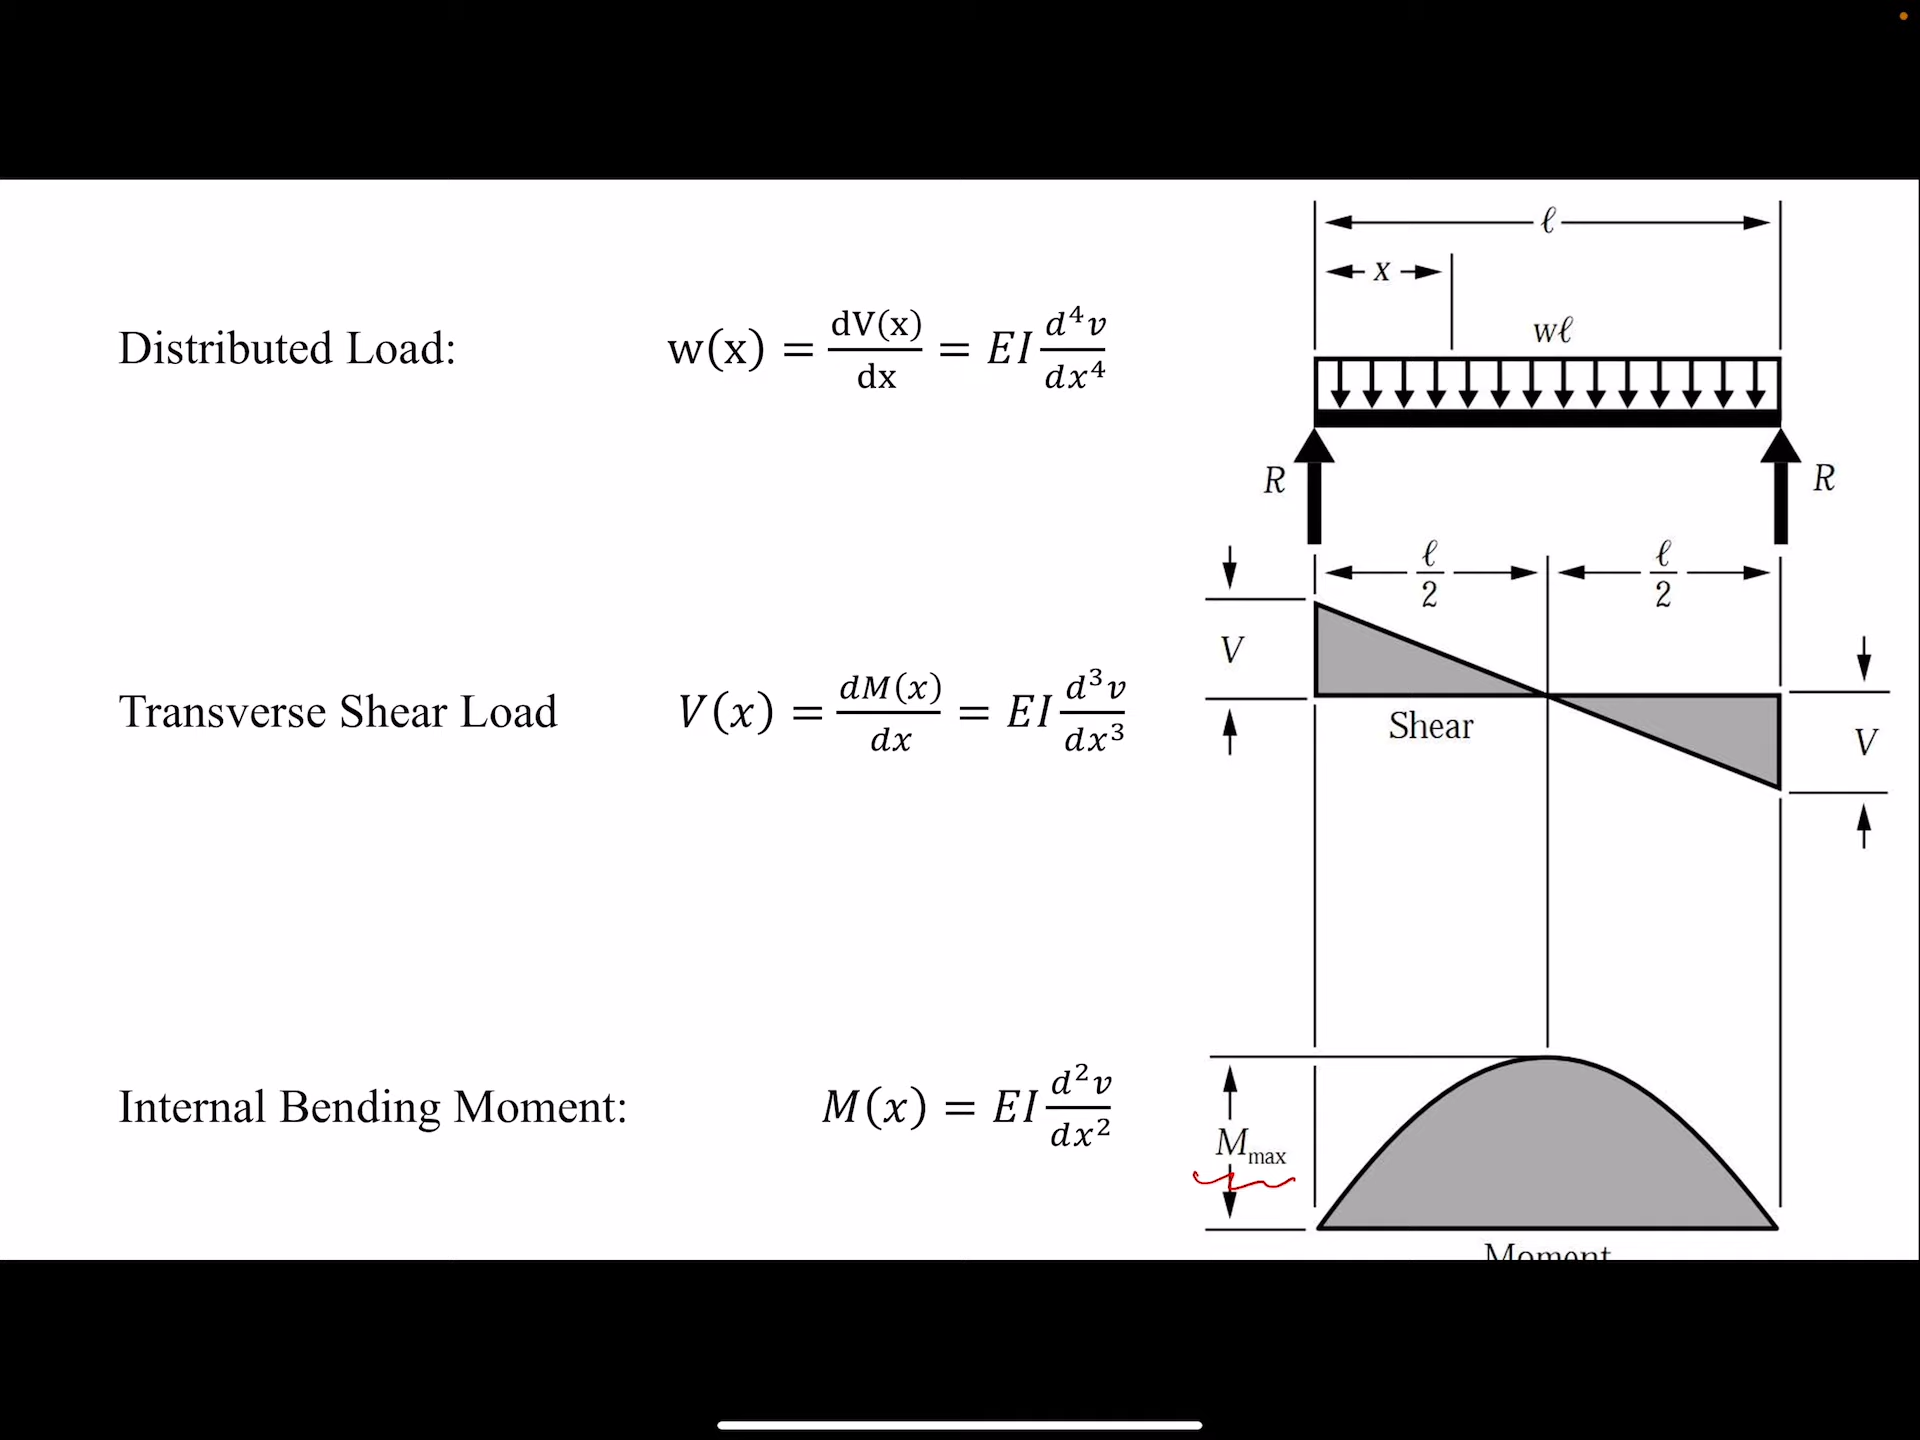 ℓ
x
wℓ
Distributed Load: w(x) = dV(x)/dx = EI d⁴v/dx⁴
R R
ℓ/2 ℓ/2
V
Transverse Shear Load V(x) = dM(x)/dx = EI d³v/dx³
Shear
V
Internal Bending Moment: M(x) = EI d²v/dx²
Mmax
Moment